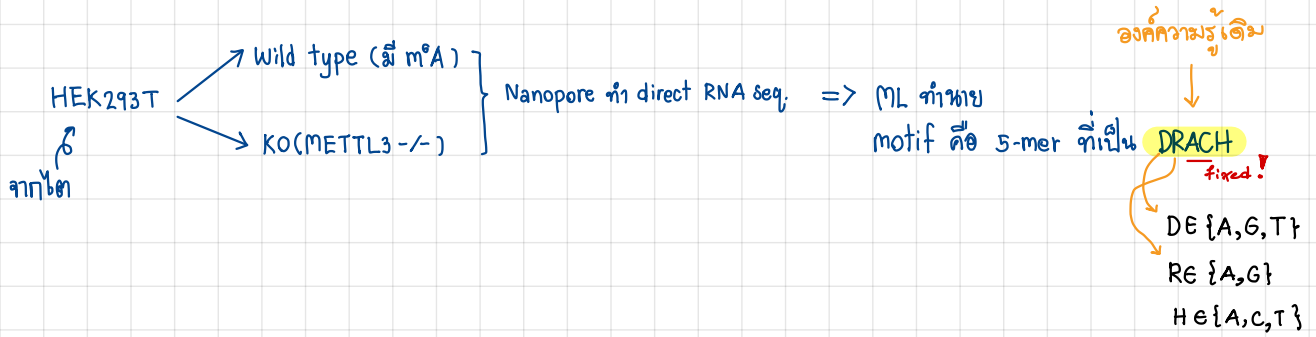 องค์ความรู้เดิม
Wild type (มี m⁶A)
HEK293T
Nanopore ทำ direct RNA seq. => ML ทำนาย
KO(METTL3-/-)
motif คือ 5-mer ที่เป็น DRACH
fixed!
จากไต
D∈{A,G,T}
R∈{A,G}
H∈{A,C,T}